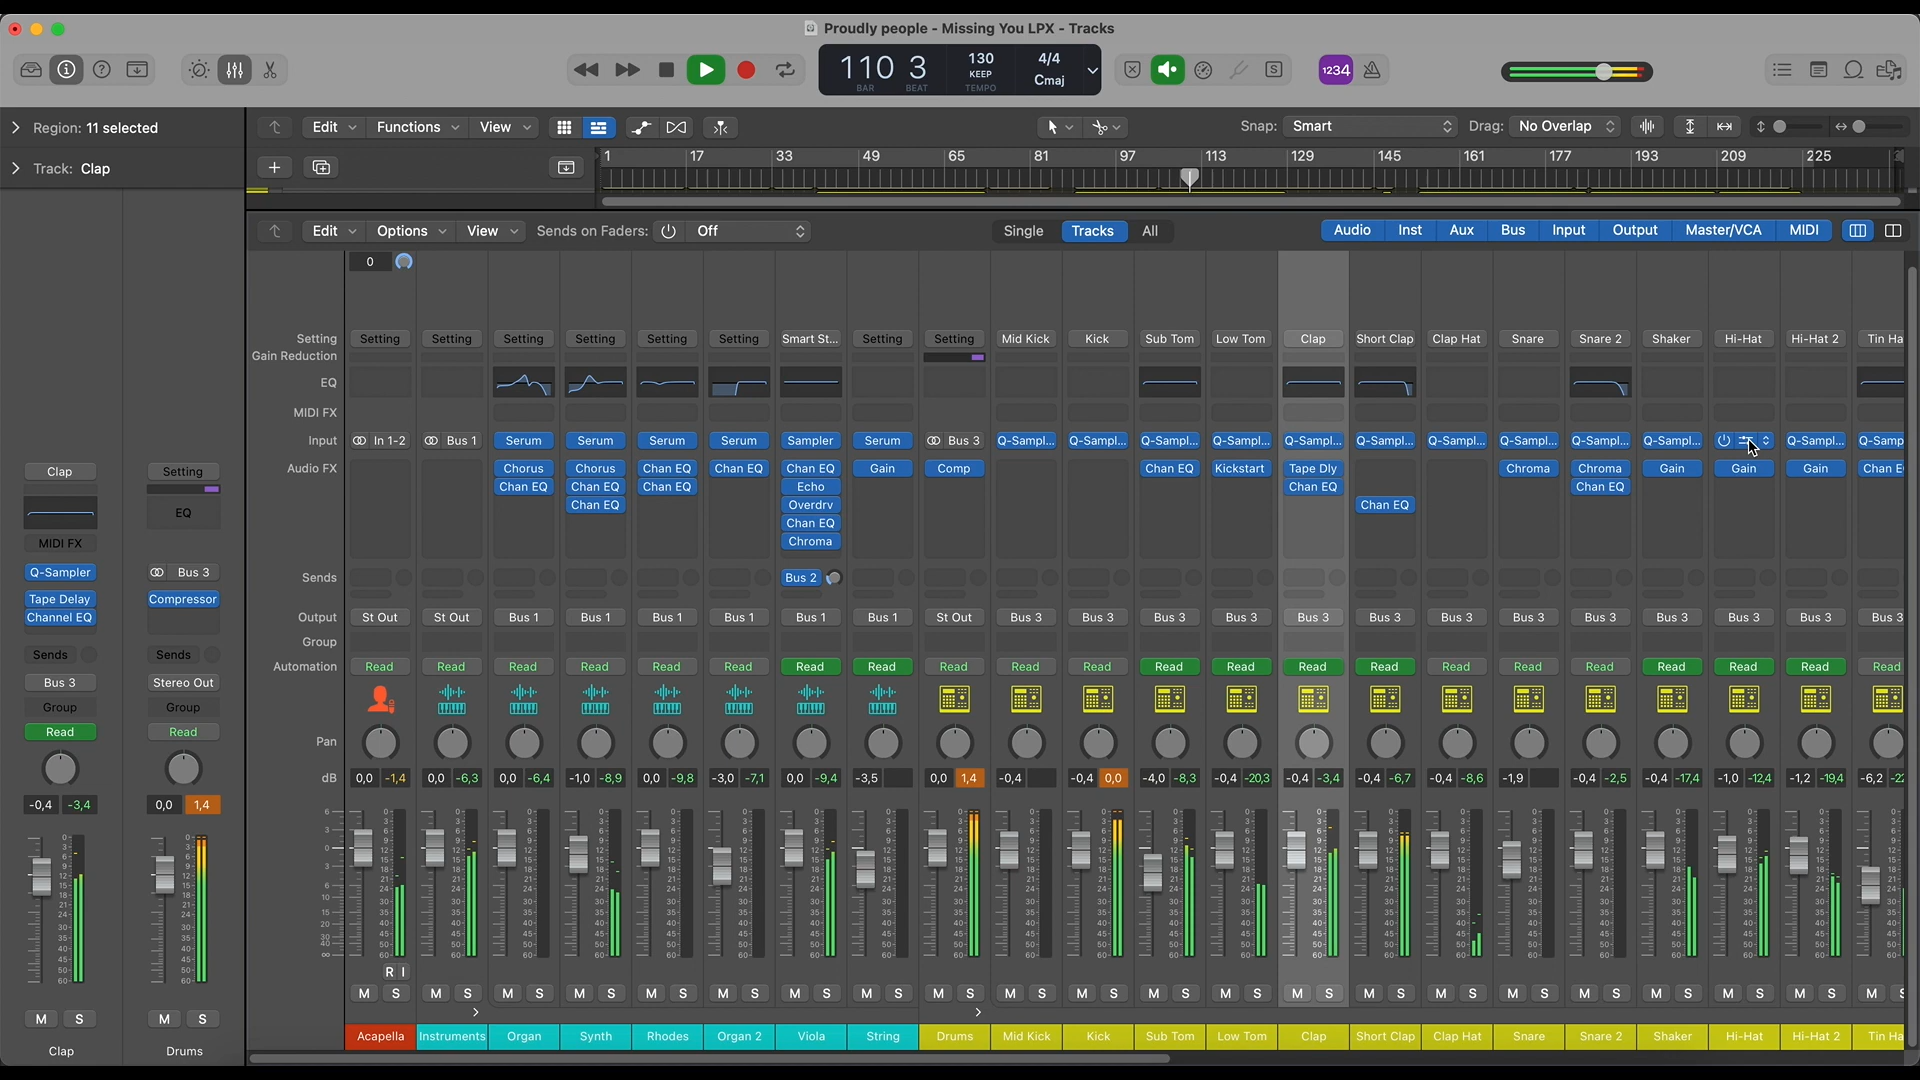 Proudly people - Missing You LPX - Tracks
110 3 130 KEEP 4/4 Cmaj 1234
BAR BEAT TEMPO
Region: 11 selected
Edit Functions View Snap: Smart Drag: No Overlap
Track: Clap
1 17 33 49 65 81 97 113 129 145 161 177 193 209 225
Edit Options View Sends on Faders: Off Single Tracks All Audio Inst Aux Bus Input Output Master/VCA MIDI
0
Setting Setting Setting Setting Setting Setting Setting Smart St... Setting Setting Mid Kick Kick Sub Tom Low Tom Clap Short Clap Clap Hat Snare Snare 2 Shaker Hi-Hat Hi-Hat 2 Tin Ha
Gain Reduction
EQ
MIDI FX
Input In 1-2 Bus 1 Serum Serum Serum Serum Sampler Serum Bus 3 Q-Sampl... Q-Sampl... Q-Sampl... Q-Sampl... Q-Sampl... Q-Sampl... Q-Sampl... Q-Sampl... Q-Sampl... Q-Sampl... Q-Sampl... Q-Samp
Audio FX Chorus Chorus Chan EQ Chan EQ Chan EQ Gain Comp Chan EQ Kickstart Tape Dly Chroma Chroma Gain Gain Gain Chan E
Chan EQ Chan EQ Chan EQ Echo Chan EQ Chan EQ
Chan EQ Overdrv Chan EQ
Chan EQ
Chroma
Sends Bus 2
Output St Out St Out Bus 1 Bus 1 Bus 1 Bus 1 Bus 1 Bus 1 St Out Bus 3 Bus 3 Bus 3 Bus 3 Bus 3 Bus 3 Bus 3 Bus 3 Bus 3 Bus 3 Bus 3 Bus 3 Bus 3
Group
Automation Read Read Read Read Read Read Read Read Read Read Read Read Read Read Read Read Read Read Read Read Read Read
Pan
dB 0,0 -1,4 0,0 -6,3 0,0 -6,4 -1,0 -8,9 0,0 -9,8 -3,0 -7,1 0,0 -9,4 -3,5 0,0 1,4 -0,4 -0,4 0,0 -4,0 -8,3 -0,4 -20,3 -0,4 -3,4 -0,4 -6,7 -0,4 -8,6 -1,9 -0,4 -2,5 -0,4 -17,4 -1,0 -12,4 -1,2 -19,4 -6,2 -22
R I
M S M S M S M S M S M S M S M S M S M S M S M S M S M S M S M S M S M S M S M S M S M S
Acapella Instruments Organ Synth Rhodes Organ 2 Viola String Drums Mid Kick Kick Sub Tom Low Tom Clap Short Clap Clap Hat Snare Snare 2 Shaker Hi-Hat Hi-Hat 2 Tin Ha
Clap Setting
EQ
MIDI FX
Q-Sampler Bus 3
Tape Delay Compressor
Channel EQ
Sends Sends
Bus 3 Stereo Out
Group Group
Read Read
-0,4 -3,4 0,0 1,4
M S M S
Clap Drums